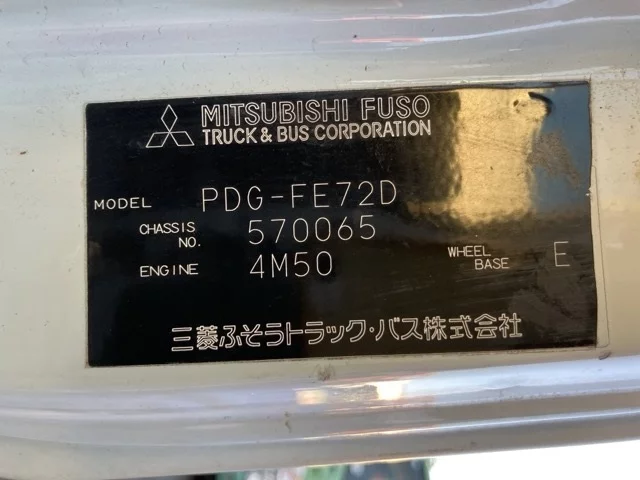 MITSUBISHI FUSO
TRUCK & BUS CORPORATION
MODEL PDG-FE72D
CHASSIS NO. 570065
ENGINE 4M50 WHEEL BASE E
三菱ふそうトラック・バス株式会社